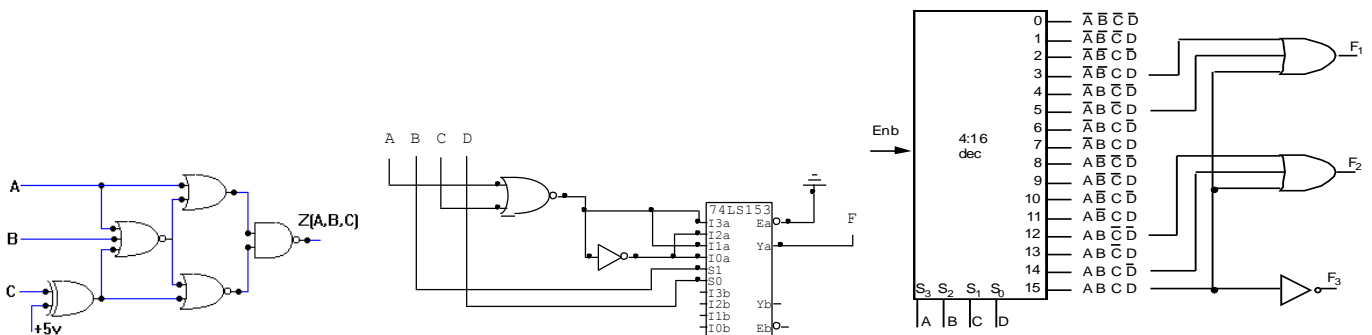 A
B
C
+5v
Z(A,B,C)
A B C D
74LS153
I3a
I2a
I1a
I0a
S1
S0
I3b
I2b
I1b
I0b
Ea
Ya
Yb
Eb
F
Enb
4:16
dec
0 A̅ B̅ C̅ D̅
1 A̅ B̅ C̅ D
2 A̅ B̅ C D̅
3 A̅ B̅ C D
4 A̅ B C̅ D̅
5 A̅ B C̅ D
6 A̅ B C D̅
7 A̅ B C D
8 A B̅ C̅ D̅
9 A B̅ C̅ D
10 A B̅ C D̅
11 A B̅ C D
12 A B C̅ D̅
13 A B C̅ D
14 A B C D̅
15 A B C D
S₃ S₂ S₁ S₀
A B C D
F₁
F₂
F₃